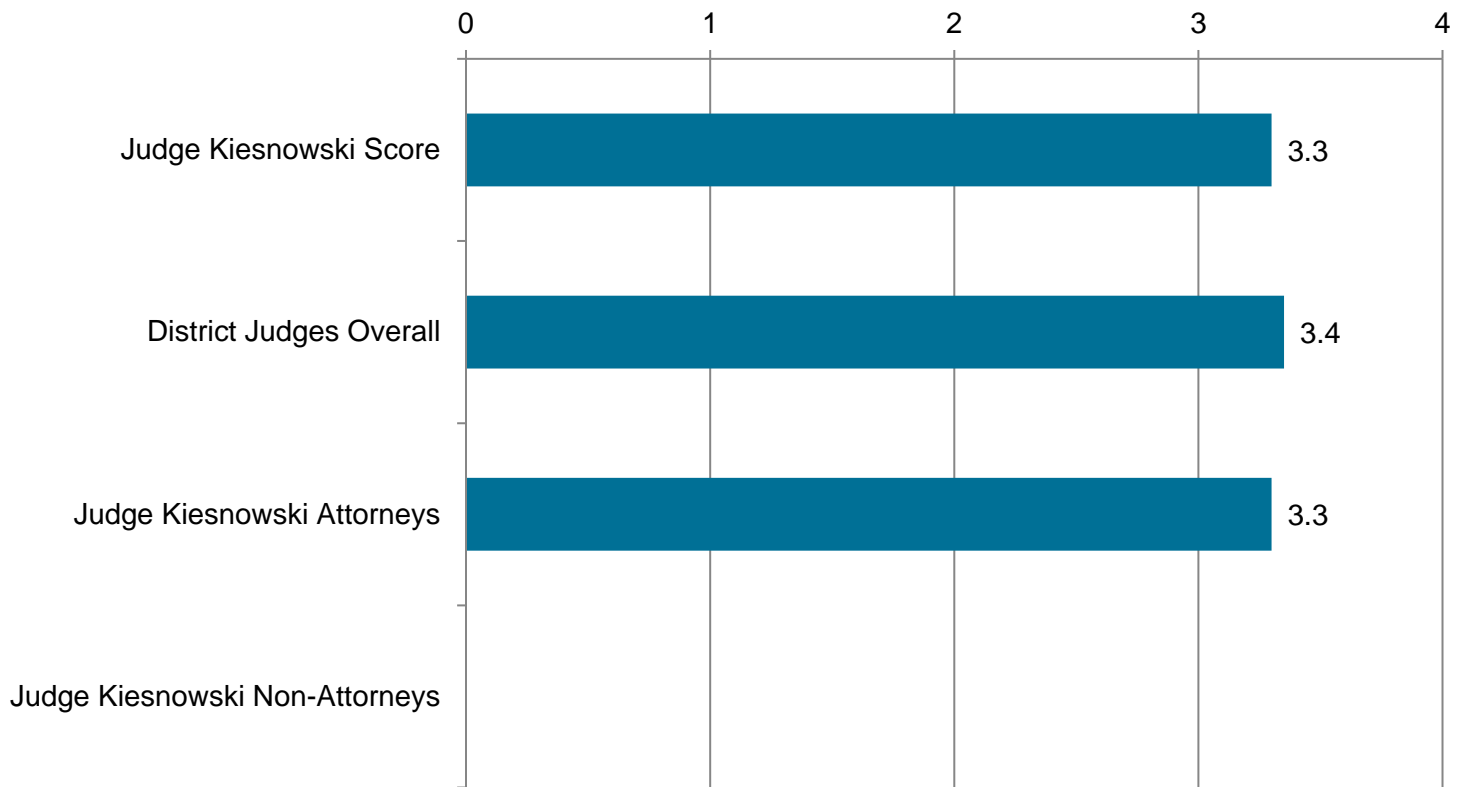 0 1 2 3 4
Judge Kiesnowski Score 3.3
District Judges Overall 3.4
Judge Kiesnowski Attorneys 3.3
Judge Kiesnowski Non-Attorneys